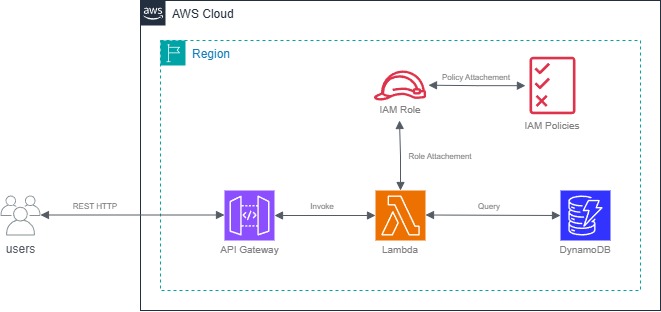 aws
AWS Cloud
Region
Policy Attachement
IAM Role
IAM Policies
Role Attachement
REST HTTP
Invoke
Query
users
API Gateway
Lambda
DynamoDB